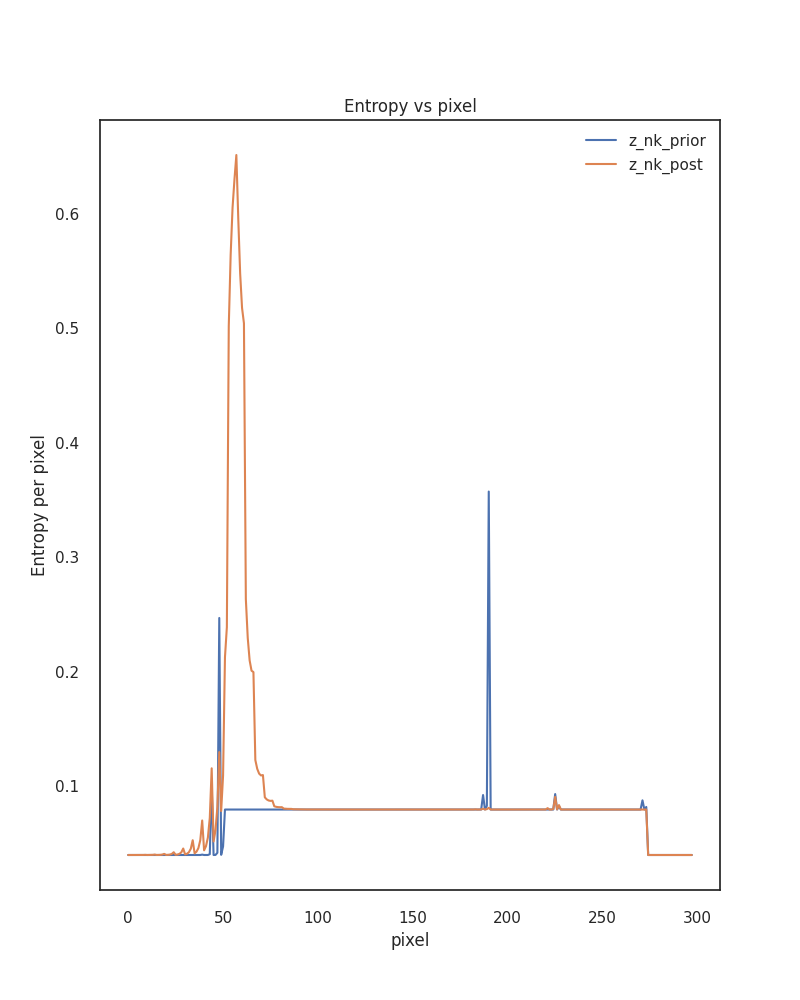 Entropy vs pixel
z_nk_prior
z_nk_post
Entropy per pixel
0.6
0.5
0.4
0.3
0.2
0.1
0 50 100 150 200 250 300
pixel